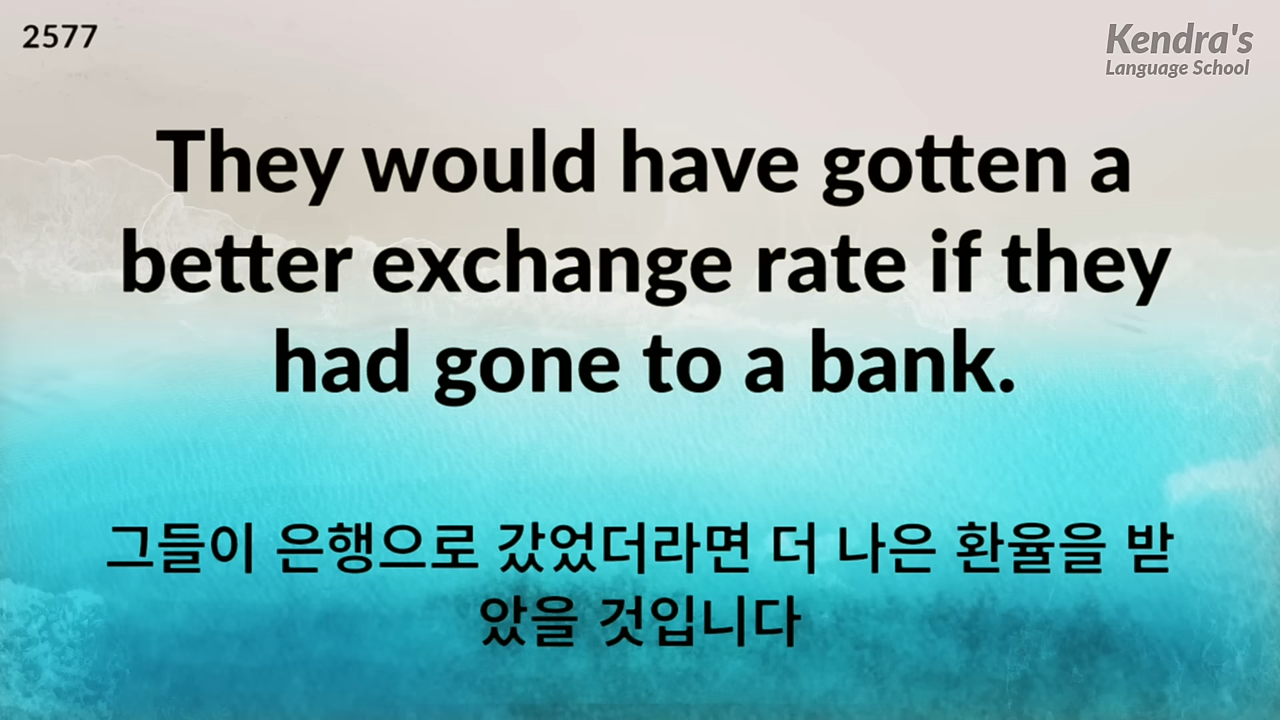 2577
Kendra's
Language School
They would have gotten a
better exchange rate if they
had gone to a bank.
그들이 은행으로 갔었더라면 더 나은 환율을 받
았을 것입니다